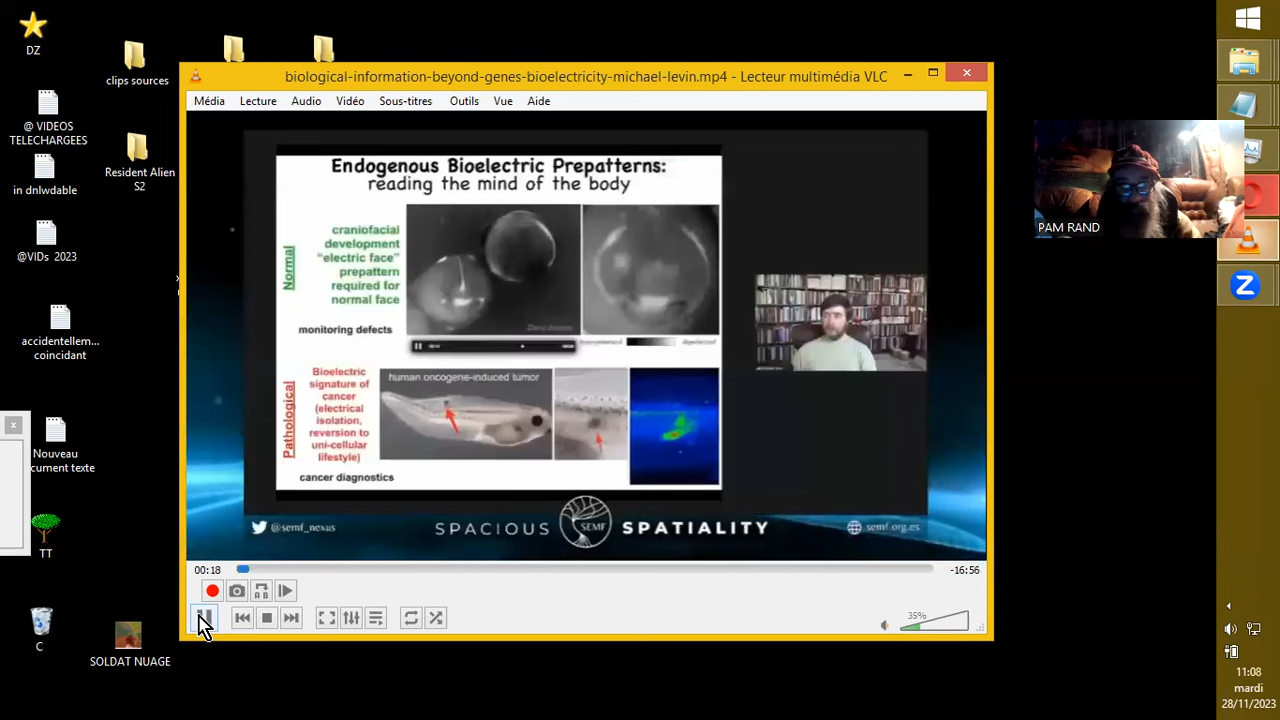 DZ
clips sources
@ VIDEOS
TELECHARGEES
Resident Alien
S2
in dnlwdable
@VIDs 2023
accidentellem...
coincidant
Nouveau
cument texte
TT
C
SOLDAT NUAGE
biological-information-beyond-genes-bioelectricity-michael-levin.mp4 - Lecteur multimédia VLC
Média Lecture Audio Vidéo Sous-titres Outils Vue Aide
Endogenous Bioelectric Prepatterns:
reading the mind of the body
Normal
craniofacial
development
"electric face"
prepattern
required for
normal face
monitoring defects
depolarized
Pathological
Bioelectric
signature of
cancer
(electrical
isolation,
reversion to
uni-cellular
lifestyle)
human oncogene-induced tumor
cancer diagnostics
@semf_nexus
SPACIOUS
SEMF
SPATIALITY
semf.org.es
00:18
-16:56
A B
35%
PAM RAND
Z
11:08
mardi
28/11/2023